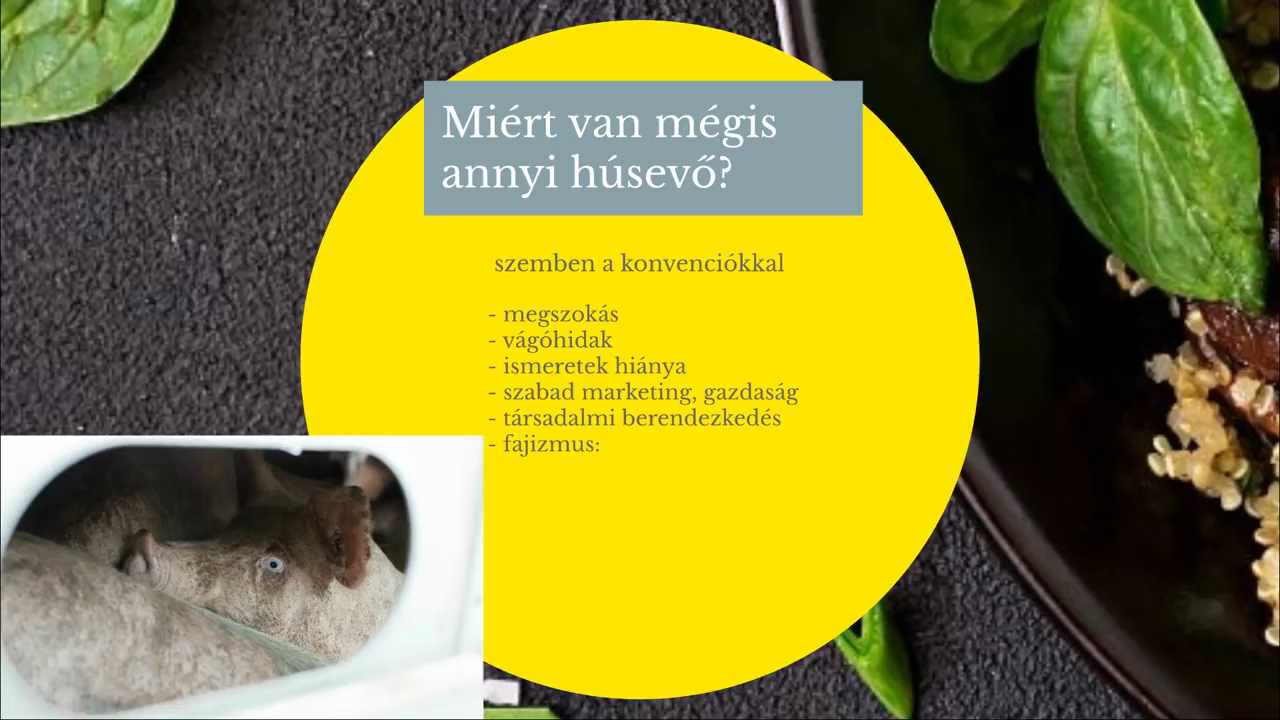 Miért van mégis
annyi húsevő?
szemben a konvenciókkal
- megszokás
- vágóhidak
- ismeretek hiánya
- szabad marketing, gazdaság
- társadalmi berendezkedés
- fajizmus: